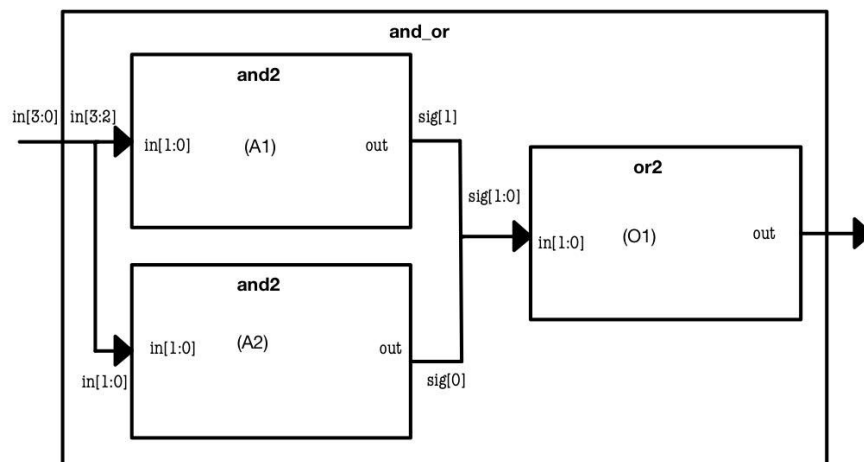 and_or
and2
in[3:0]
in[3:2]
in[1:0]
(A1)
out
sig[1]
and2
in[1:0]
(A2)
out
in[1:0]
sig[0]
sig[1:0]
or2
in[1:0]
(O1)
out